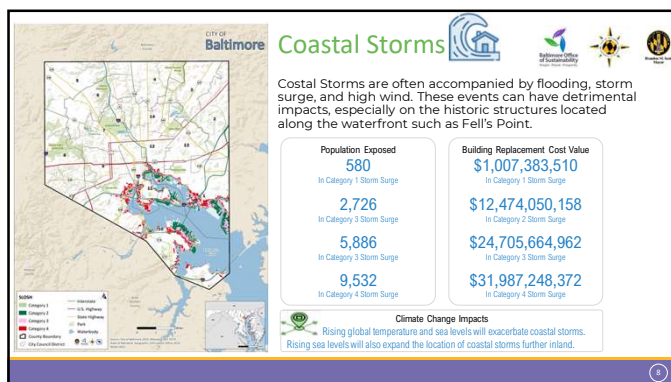 CITY OF
Baltimore
Coastal Storms
Baltimore Office
of Sustainability
Costal Storms are often accompanied by flooding, storm
surge, and high wind. These events can have detrimental
impacts, especially on the historic structures located
along the waterfront such as Fell's Point.
Population Exposed
580
In Category 1 Storm Surge
2,726
In Category 3 Storm Surge
5,886
In Category 3 Storm Surge
9,532
In Category 4 Storm Surge
Building Replacement Cost Value
$1,007,383,510
In Category 1 Storm Surge
$12,474,050,158
In Category 2 Storm Surge
$24,705,664,962
In Category 3 Storm Surge
$31,987,248,372
In Category 4 Storm Surge
Climate Change Impacts
Rising global temperature and sea levels will exacerbate coastal storms.
Rising sea levels will also expand the location of coastal storms further inland.
SLOSH
Category 1
Category 2
Category 3
Category 4
County Boundary
City Council District
Interstate
U.S. Highway
State Highway
Park
Waterbody
8